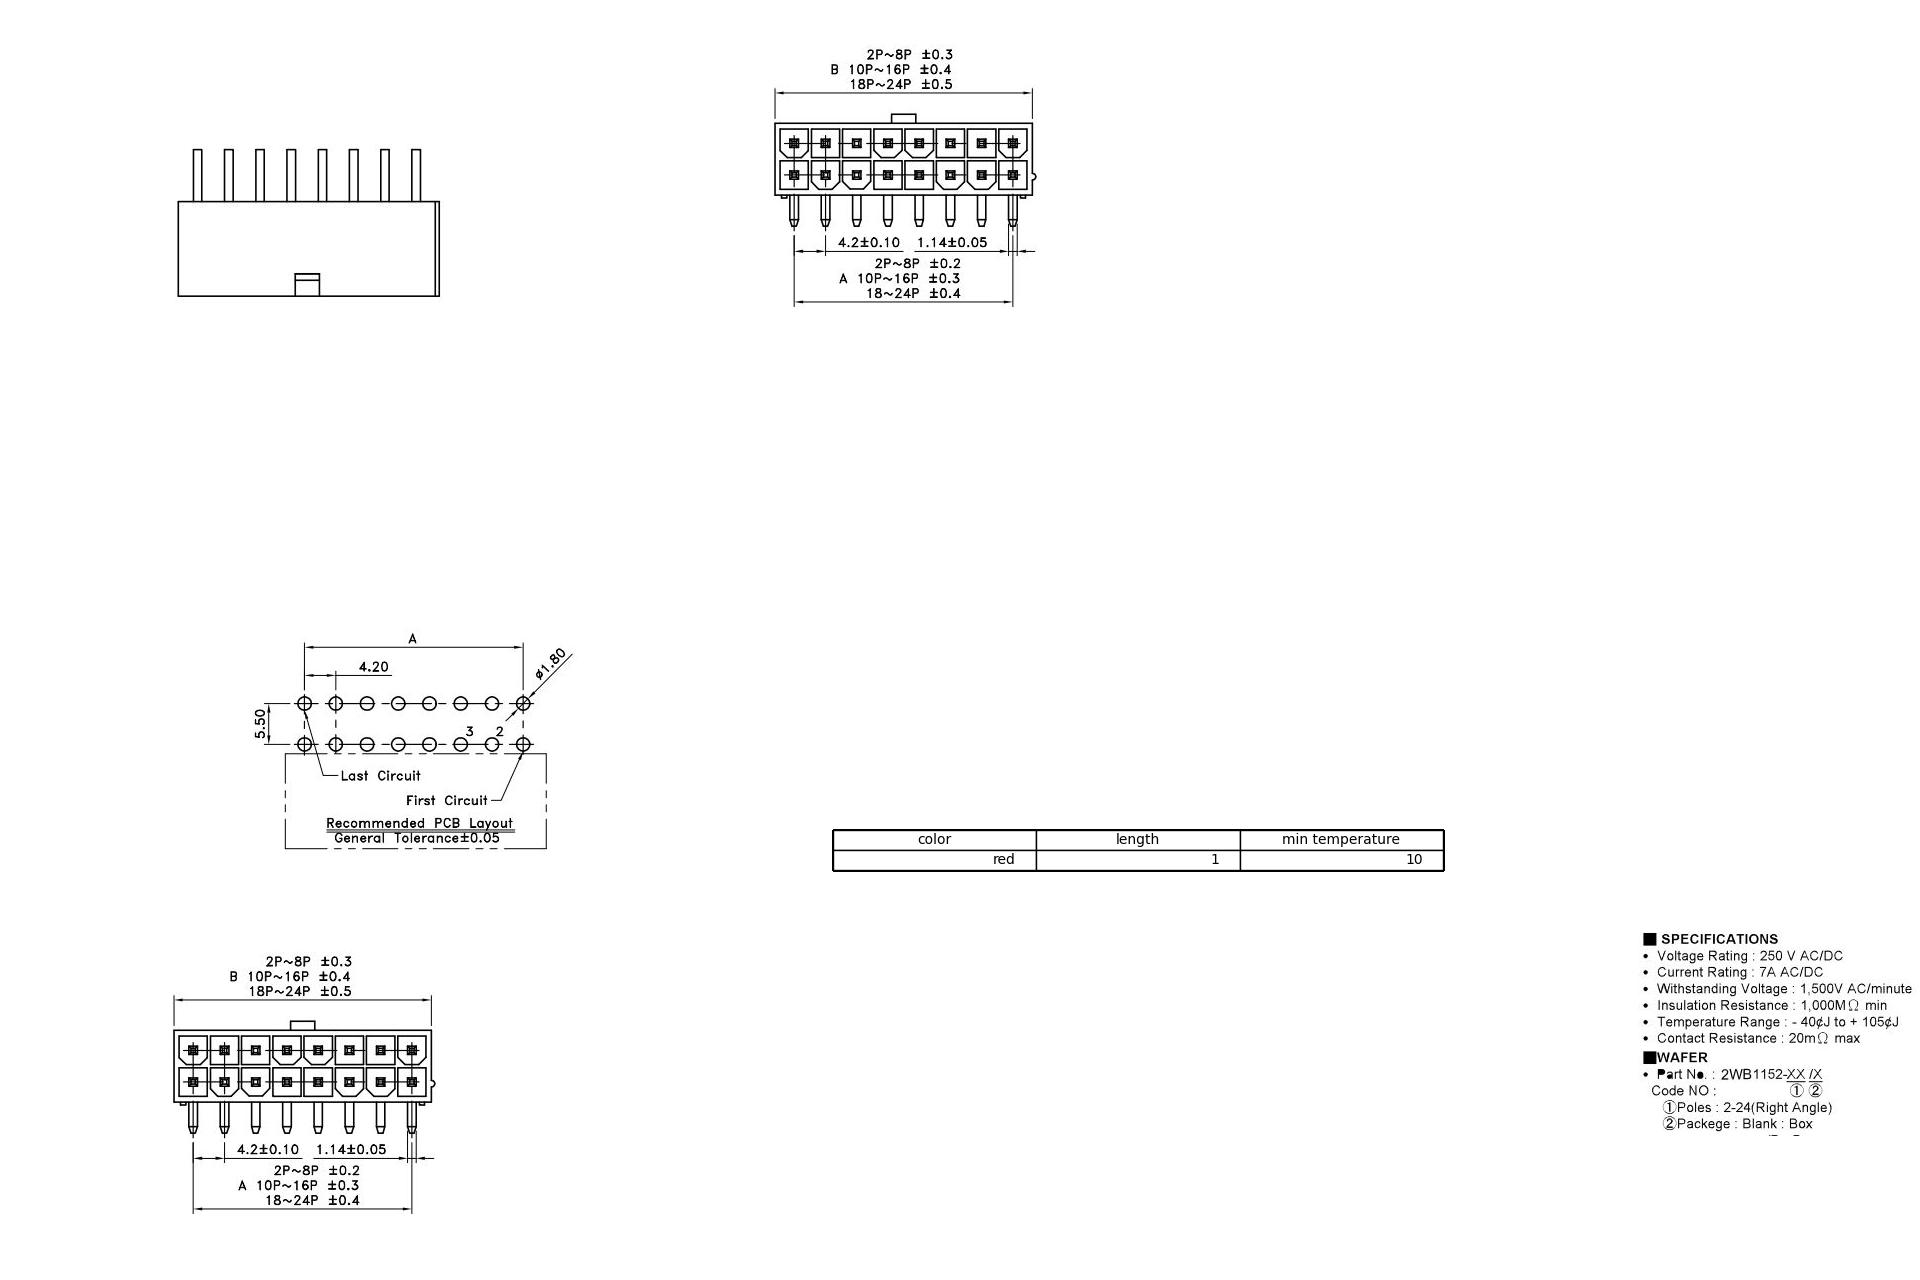 2P~8P ±0.3
B 10P~16P ±0.4
18P~24P ±0.5
4.2±0.10 1.14±0.05
2P~8P ±0.2
A 10P~16P ±0.3
18~24P ±0.4
A
4.20
ø1.80
5.50
3 2
Last Circuit
First Circuit
Recommended PCB Layout
General Tolerance±0.05
color length min temperature
red 1 10
■ SPECIFICATIONS
• Voltage Rating : 250 V AC/DC
• Current Rating : 7A AC/DC
• Withstanding Voltage : 1,500V AC/minute
• Insulation Resistance : 1,000MΩ min
• Temperature Range : - 40¢J to + 105¢J
• Contact Resistance : 20mΩ max
■WAFER
• Part No. : 2WB1152-XX /X
Code NO : ① ②
①Poles : 2-24(Right Angle)
②Packege : Blank : Box
2P~8P ±0.3
B 10P~16P ±0.4
18P~24P ±0.5
4.2±0.10 1.14±0.05
2P~8P ±0.2
A 10P~16P ±0.3
18~24P ±0.4